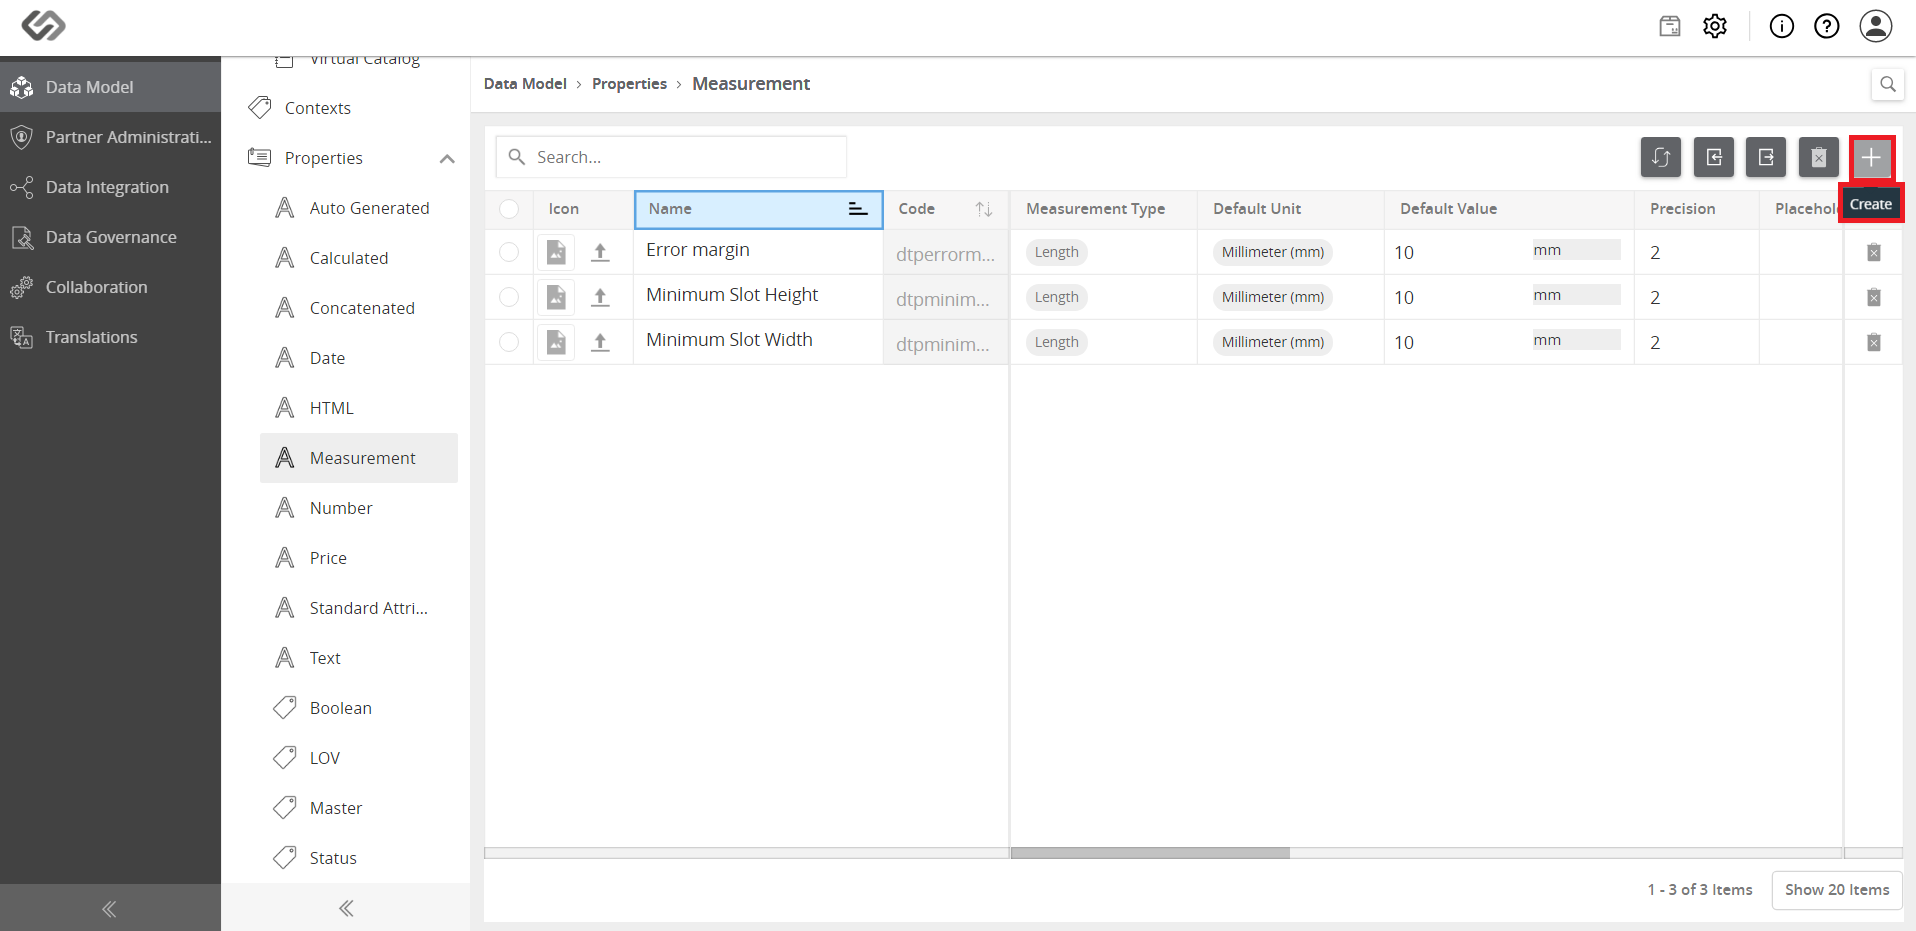 Data Model
Partner Administrati...
Data Integration
Data Governance
Collaboration
Translations
Virtual Catalog
Contexts
Properties
Auto Generated
Calculated
Concatenated
Date
HTML
Measurement
Number
Price
Standard Attri...
Text
Boolean
LOV
Master
Status
Data Model > Properties > Measurement
Search...
Create
Icon Name Code Measurement Type Default Unit Default Value Precision Placehol
Error margin dtperrorm... Length Millimeter (mm) 10 mm 2
Minimum Slot Height dtpminim... Length Millimeter (mm) 10 mm 2
Minimum Slot Width dtpminim... Length Millimeter (mm) 10 mm 2
1 - 3 of 3 Items Show 20 Items